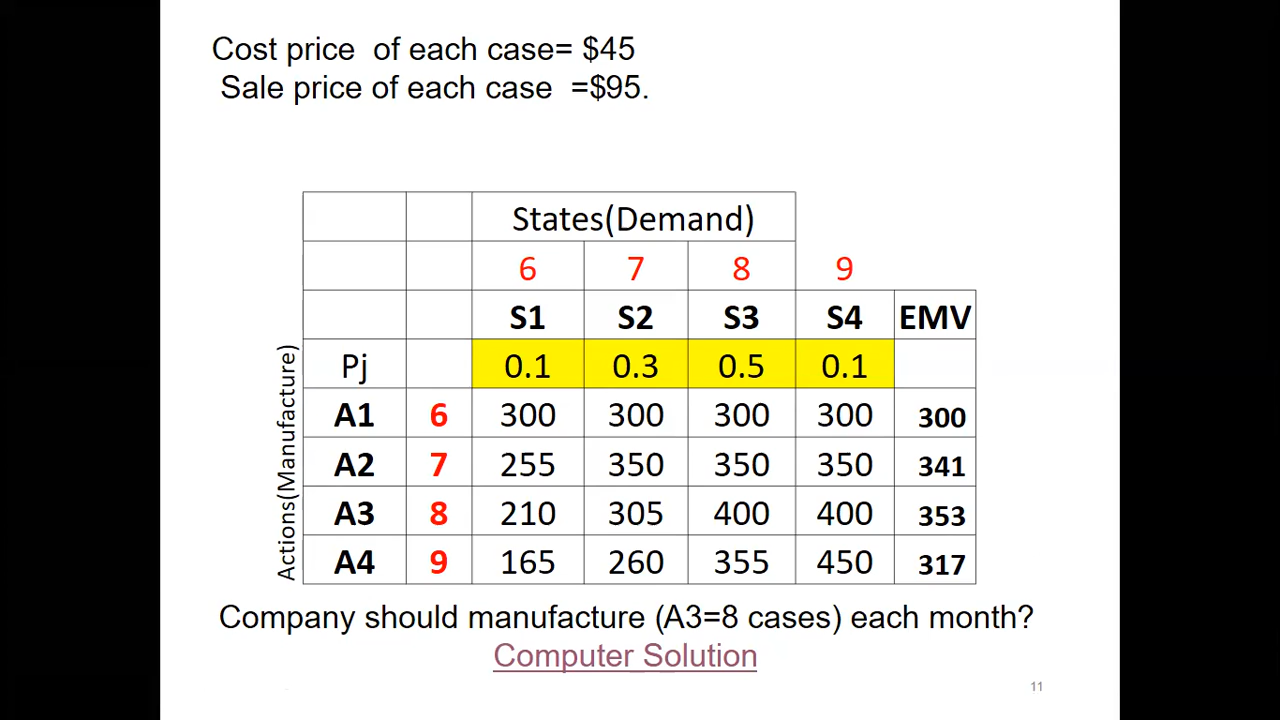 Cost price of each case= $45
Sale price of each case =$95.
States(Demand)
6 7 8 9
S1 S2 S3 S4 EMV
Pj 0.1 0.3 0.5 0.1
Actions(Manufacture)
A1 6 300 300 300 300 300
A2 7 255 350 350 350 341
A3 8 210 305 400 400 353
A4 9 165 260 355 450 317
Company should manufacture (A3=8 cases) each month?
Computer Solution
11